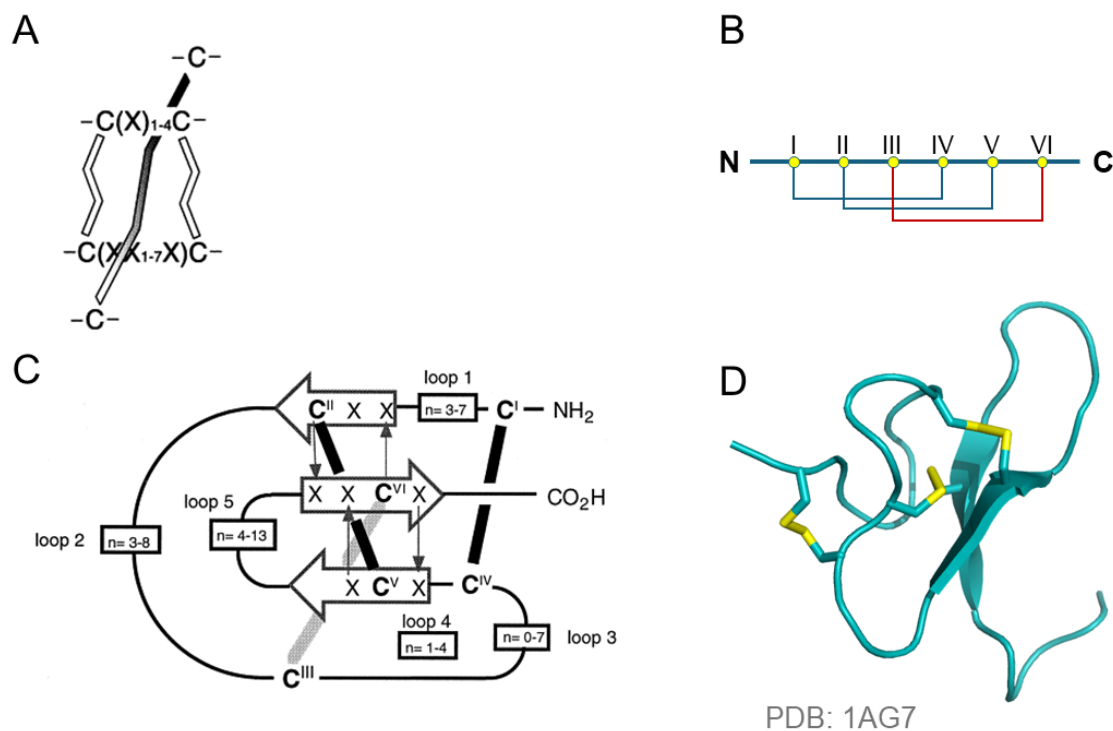 A
–C–
–C(X)1-4C–
–C(XX1-7X)C–
–C–
B
I II III IV V VI
N C
C
loop 1
CII X X n= 3-7 CI NH2
loop 5
X X CVI X CO2H
loop 2 n= 3-8 n= 4-13
X CV X CIV
loop 4
n= 1-4 n= 0-7 loop 3
CIII
D
PDB: 1AG7